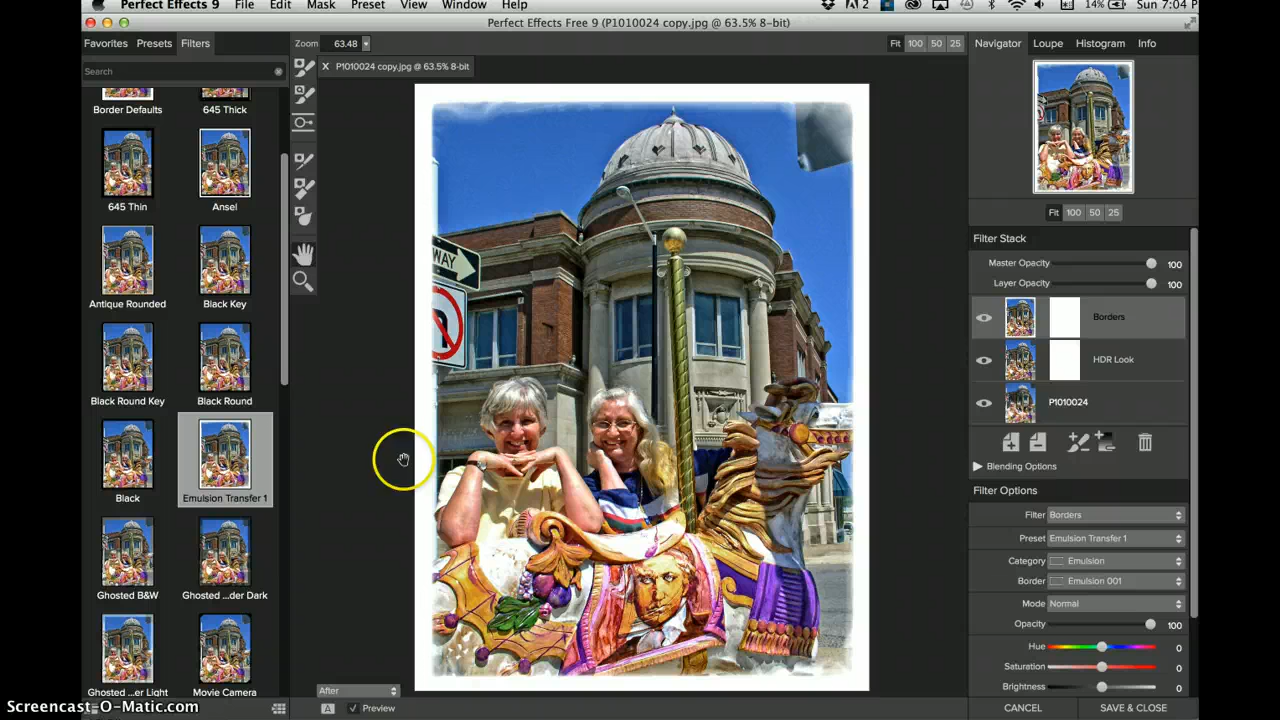 Perfect Effects 9 File Edit Mask Preset View Window Help 2 14% Sun 7:04 P
Perfect Effects Free 9 (P1010024 copy.jpg @ 63.5% 8-bit)
Favorites Presets Filters Zoom 63.48 Fit 100 50 25 Navigator Loupe Histogram Info
Search X P1010024 copy.jpg @ 63.5% 8-bit
Border Defaults 645 Thick
645 Thin Ansel
Fit 100 50 25
Filter Stack
WAY
Master Opacity 100
Layer Opacity 100
Antique Rounded Black Key
Borders
HDR Look
Black Round Key Black Round
P1010024
Blending Options
Black Emulsion Transfer 1
Filter Options
Filter Borders
Preset Emulsion Transfer 1
Category Emulsion
Border Emulsion 001
Ghosted B&W Ghosted ...der Dark
Mode Normal
Opacity 100
Hue 0
Saturation 0
Brightness 0
Ghosted ...er Light Movie Camera After
Screencast-O-Matic.com A Preview CANCEL SAVE & CLOSE